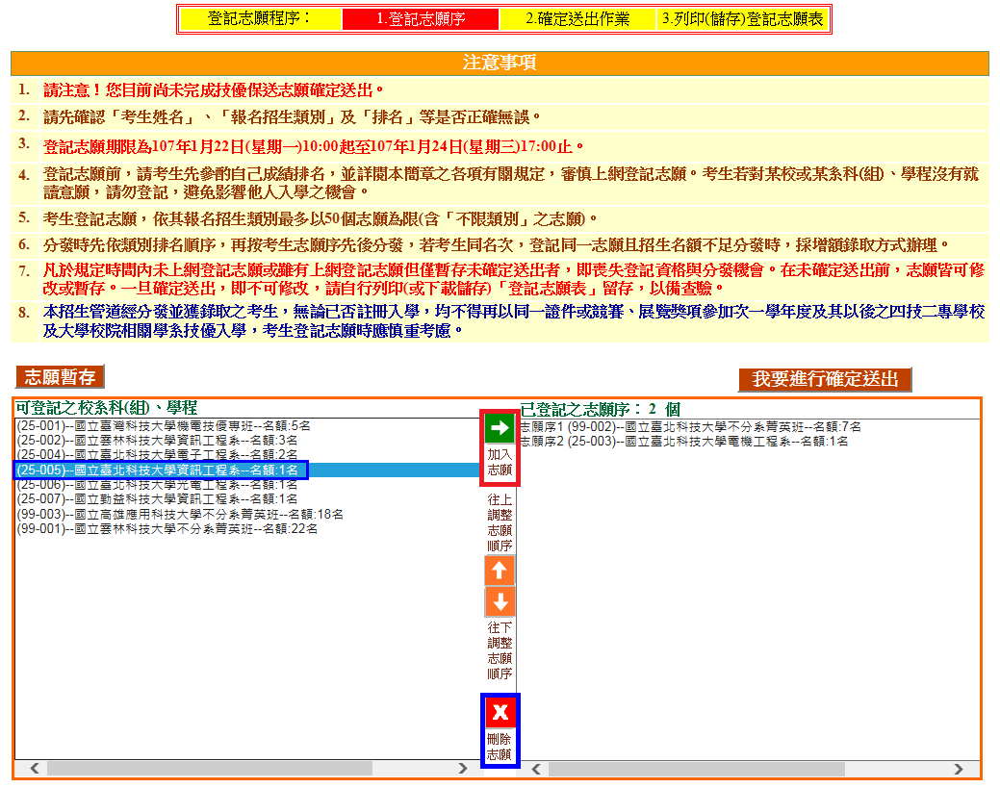 登記志願程序： 1.登記志願序 2.確定送出作業 3.列印(儲存)登記志願表
注意事項
1. 請注意！您目前尚未完成技優保送志願確定送出。
2. 請先確認「考生姓名」、「報名招生類別」及「排名」等是否正確無誤。
3. 登記志願期限為107年1月22日(星期一)10:00起至107年1月24日(星期三)17:00止。
4. 登記志願前，請考生先參酌自己成績排名，並詳閱本簡章之各項有關規定，審慎上網登記志願。考生若對某校或某系科(組)、學程沒有就
讀意願，請勿登記，避免影響他人入學之機會。
5. 考生登記志願，依其報名招生類別最多以50個志願為限(含「不限類別」之志願)。
6. 分發時先依類別排名順序，再按考生志願序先後分發，若考生同名次，登記同一志願且招生名額不足分發時，採增額錄取方式辦理。
7. 凡於規定時間內未上網登記志願或雖有上網登記志願但僅暫存未確定送出者，即喪失登記資格與分發機會。在未確定送出前，志願皆可修
改或暫存。一旦確定送出，即不可修改，請自行列印(或下載儲存)「登記志願表」留存，以備查驗。
8. 本招生管道經分發並獲錄取之考生，無論已否註冊入學，均不得再以同一證件或競賽、展覽獎項參加次一學年度及其以後之四技二專學校
及大學校院相關學系技優入學，考生登記志願時應慎重考慮。
志願暫存
我要進行確定送出
可登記之校系科(組)、學程
(25-001)--國立臺灣科技大學機電技優專班--名額:5名
(25-002)--國立雲林科技大學資訊工程系--名額:3名
(25-004)--國立臺北科技大學電子工程系--名額:2名
(25-005)--國立臺北科技大學資訊工程系--名額:1名
(25-006)--國立臺北科技大學光電工程系--名額:1名
(25-007)--國立勤益科技大學資訊工程系--名額:1名
(99-003)--國立高雄應用科技大學不分系菁英班--名額:18名
(99-001)--國立雲林科技大學不分系菁英班--名額:22名
加入
志願
往上
調整
志願
順序
往下
調整
志願
順序
X
刪除
志願
已登記之志願序： 2 個
志願序1 (99-002)--國立臺北科技大學不分系菁英班--名額:7名
志願序2 (25-003)--國立臺北科技大學電機工程系--名額:1名